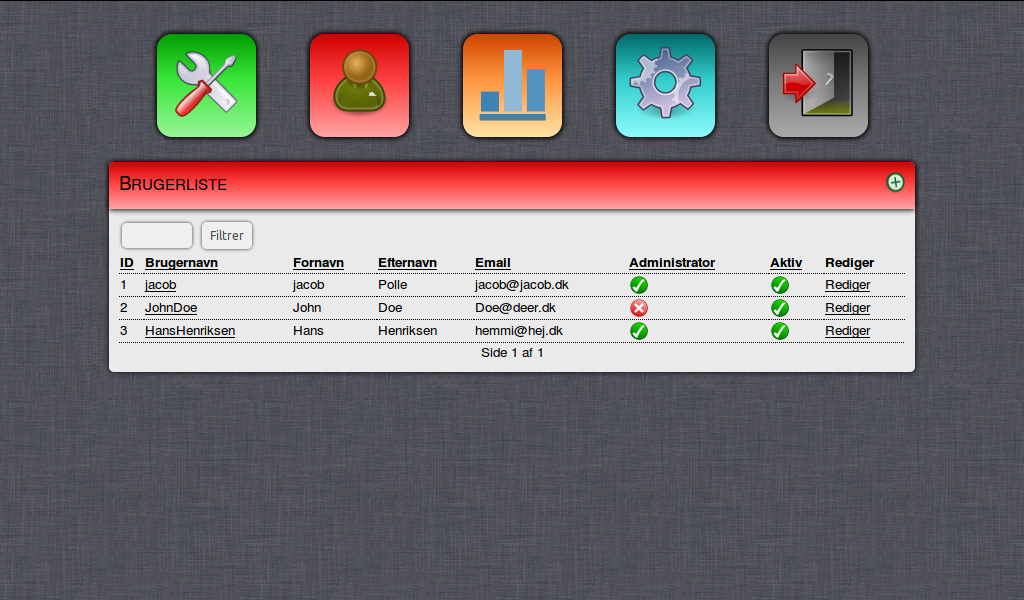 BRUGERLISTE
Filtrer
ID Brugernavn Fornavn Efternavn Email Administrator Aktiv Rediger
1 jacob jacob Polle jacob@jacob.dk Rediger
2 JohnDoe John Doe Doe@deer.dk Rediger
3 HansHenriksen Hans Henriksen hemmi@hej.dk Rediger
Side 1 af 1